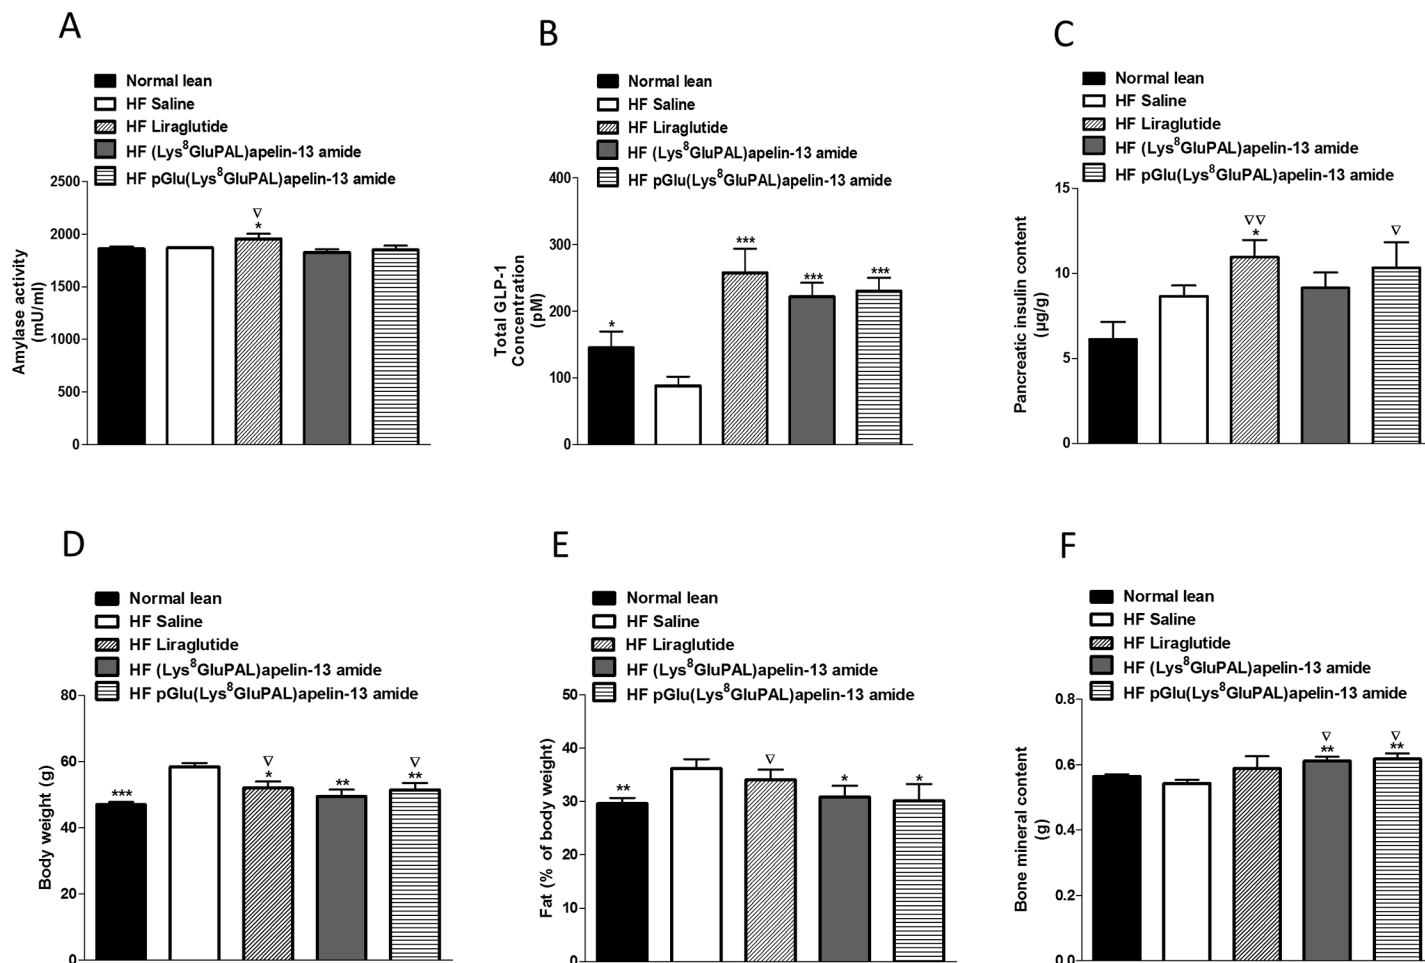 A
Normal lean
HF Saline
HF Liraglutide
HF (Lys⁸GluPAL)apelin-13 amide
HF pGlu(Lys⁸GluPAL)apelin-13 amide
Amylase activity
(mU/ml)
2500
2000
1500
1000
500
0
∇
*
B
Normal lean
HF Saline
HF Liraglutide
HF (Lys⁸GluPAL)apelin-13 amide
HF pGlu(Lys⁸GluPAL)apelin-13 amide
Total GLP-1
Concentration
(pM)
400
300
200
100
0
*
***
***
***
C
Normal lean
HF Saline
HF Liraglutide
HF (Lys⁸GluPAL)apelin-13 amide
HF pGlu(Lys⁸GluPAL)apelin-13 amide
Pancreatic insulin content
(µg/g)
15
10
5
0
∇∇
*
∇
D
Normal lean
HF Saline
HF Liraglutide
HF (Lys⁸GluPAL)apelin-13 amide
HF pGlu(Lys⁸GluPAL)apelin-13 amide
Body weight (g)
80
60
40
20
0
***
∇
*
**
∇
**
E
Normal lean
HF Saline
HF Liraglutide
HF (Lys⁸GluPAL)apelin-13 amide
HF pGlu(Lys⁸GluPAL)apelin-13 amide
Fat (% of body weight)
50
40
30
20
10
0
**
∇
*
*
F
Normal lean
HF Saline
HF Liraglutide
HF (Lys⁸GluPAL)apelin-13 amide
HF pGlu(Lys⁸GluPAL)apelin-13 amide
Bone mineral content
(g)
0.8
0.6
0.4
0.2
0.0
∇
**
∇
**